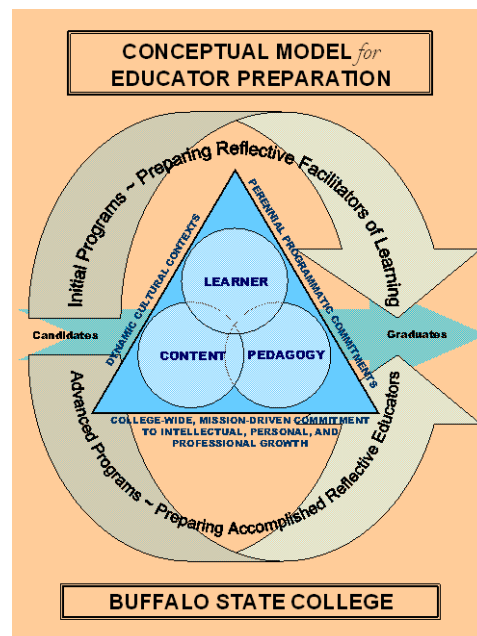 CONCEPTUAL MODEL for
EDUCATOR PREPARATION
Initial Programs ~ Preparing Reflective Facilitators of Learning
DYNAMIC CULTURAL CONTEXTS
PERENNIAL PROGRAMMATIC COMMITMENTS
LEARNER
Candidates
Graduates
CONTENT
PEDAGOGY
COLLEGE-WIDE, MISSION-DRIVEN COMMITMENT
TO INTELLECTUAL, PERSONAL, AND
PROFESSIONAL GROWTH
Advanced Programs ~ Preparing Accomplished Reflective Educators
BUFFALO STATE COLLEGE